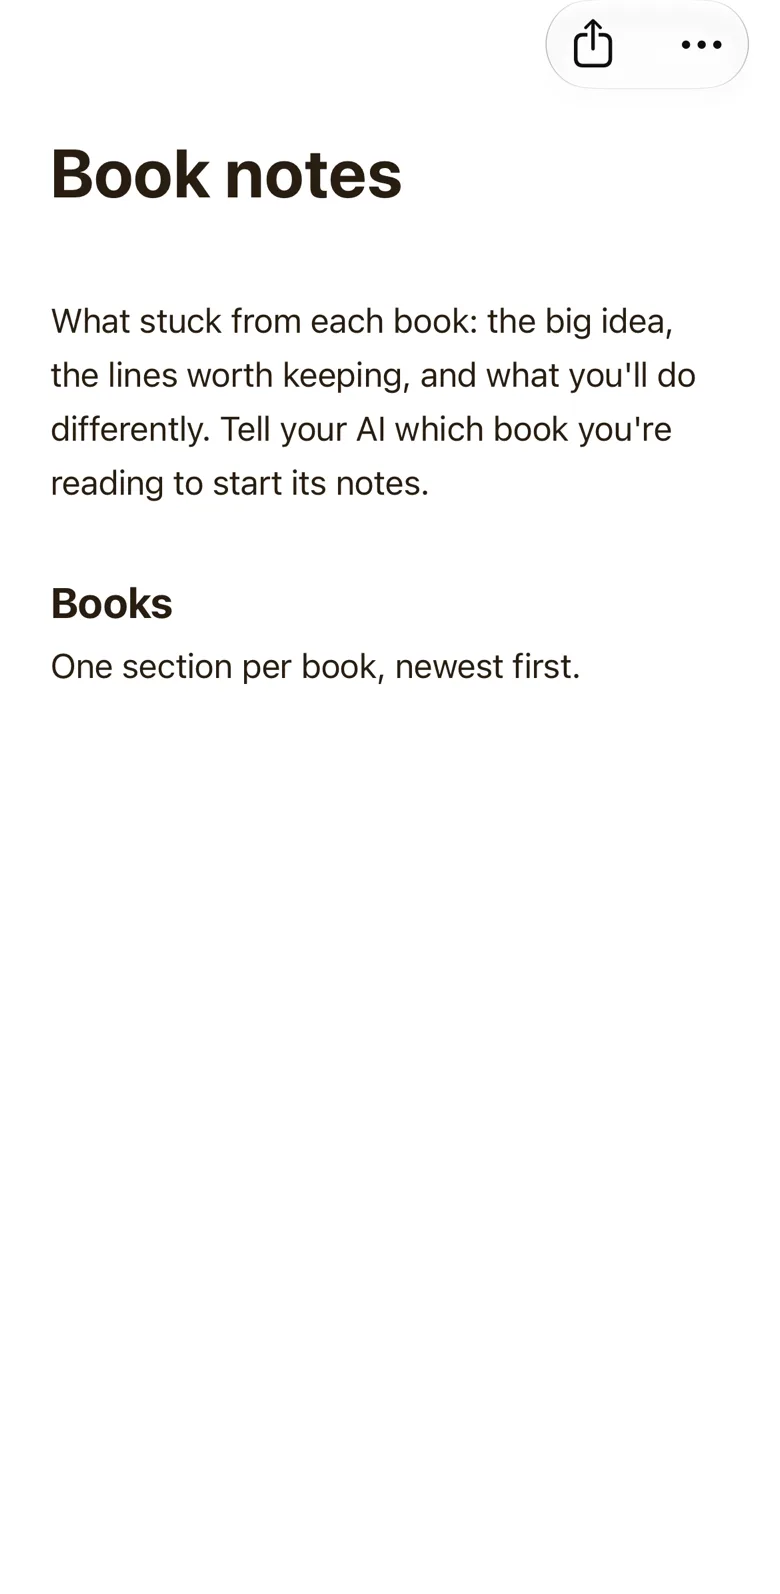 Book notes
What stuck from each book: the big idea,
the lines worth keeping, and what you'll do
differently. Tell your AI which book you're
reading to start its notes.
Books
One section per book, newest first.